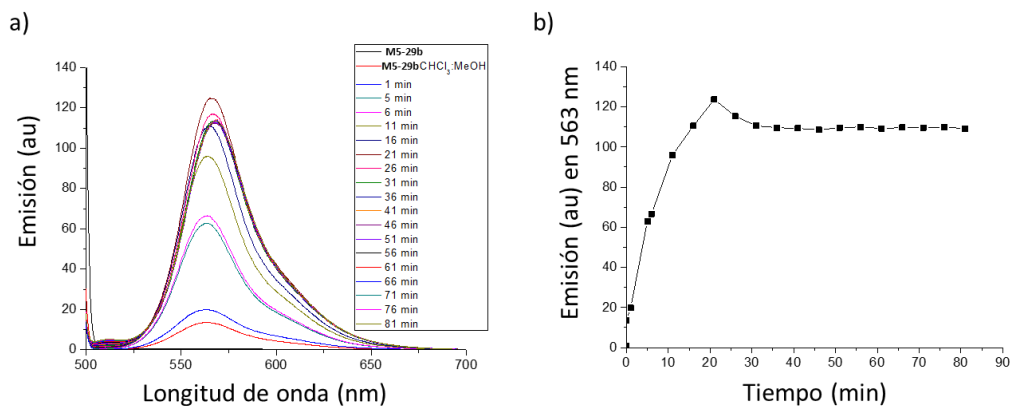 a)
M5-29b
M5-29bCHCl3:MeOH
1 min
5 min
6 min
11 min
16 min
21 min
26 min
31 min
36 min
41 min
46 min
51 min
56 min
61 min
66 min
71 min
76 min
81 min
140
120
100
80
60
40
20
0
Emisión (au)
500
550
600
650
700
Longitud de onda (nm)
b)
140
120
100
80
60
40
20
0
Emisión (au) en 563 nm
0
10
20
30
40
50
60
70
80
90
Tiempo (min)